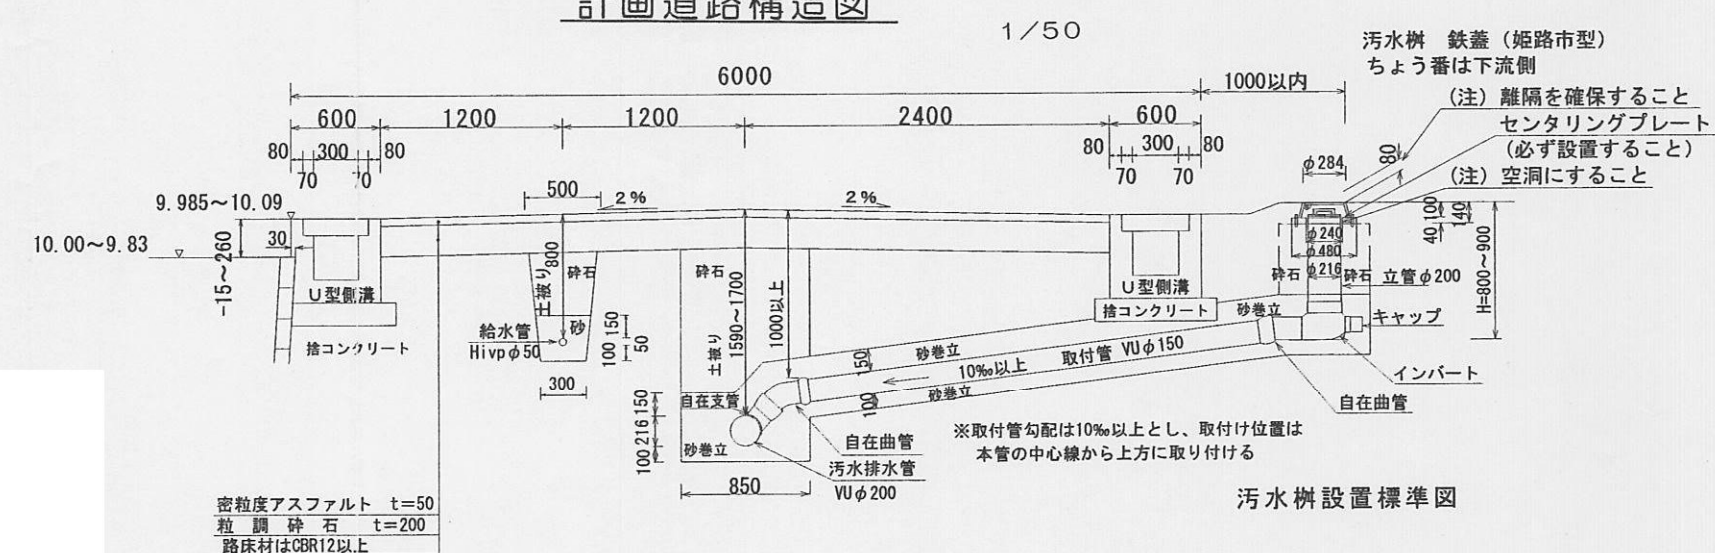 計画道路構造図
1/50
汚水桝 鉄蓋（姫路市型）
ちょう番は下流側
6000
1000以内
（注）離隔を確保すること
600
1200
1200
2400
600
センタリングプレート
（必ず設置すること）
80
300
80
80
300
80
70
70
70
70
φ284
80
（注）空洞にすること
500
2%
2%
9.985～10.09
10.00～9.83
30
-15～260
100
140
40
φ240
φ480
φ216
H=800～900
砕石
砕石
立管φ200
土被り800
砕石
砕石
土被り
1590～1700
1000以上
U型側溝
U型側溝
捨コンクリート
捨コンクリート
給水管
Hivpφ50
砂
150
100
50
300
砂巻立
キャップ
砂巻立
取付管 VUφ150
10‰以上
砂巻立
150
100
インバート
自在曲管
自在支管
150
216
100
砂巻立
自在曲管
汚水排水管
VUφ200
850
※取付管勾配は10‰以上とし、取付け位置は
本管の中心線から上方に取り付ける
汚水桝設置標準図
密粒度アスファルト t=50
粒調砕石 t=200
路床材はCBR12以上